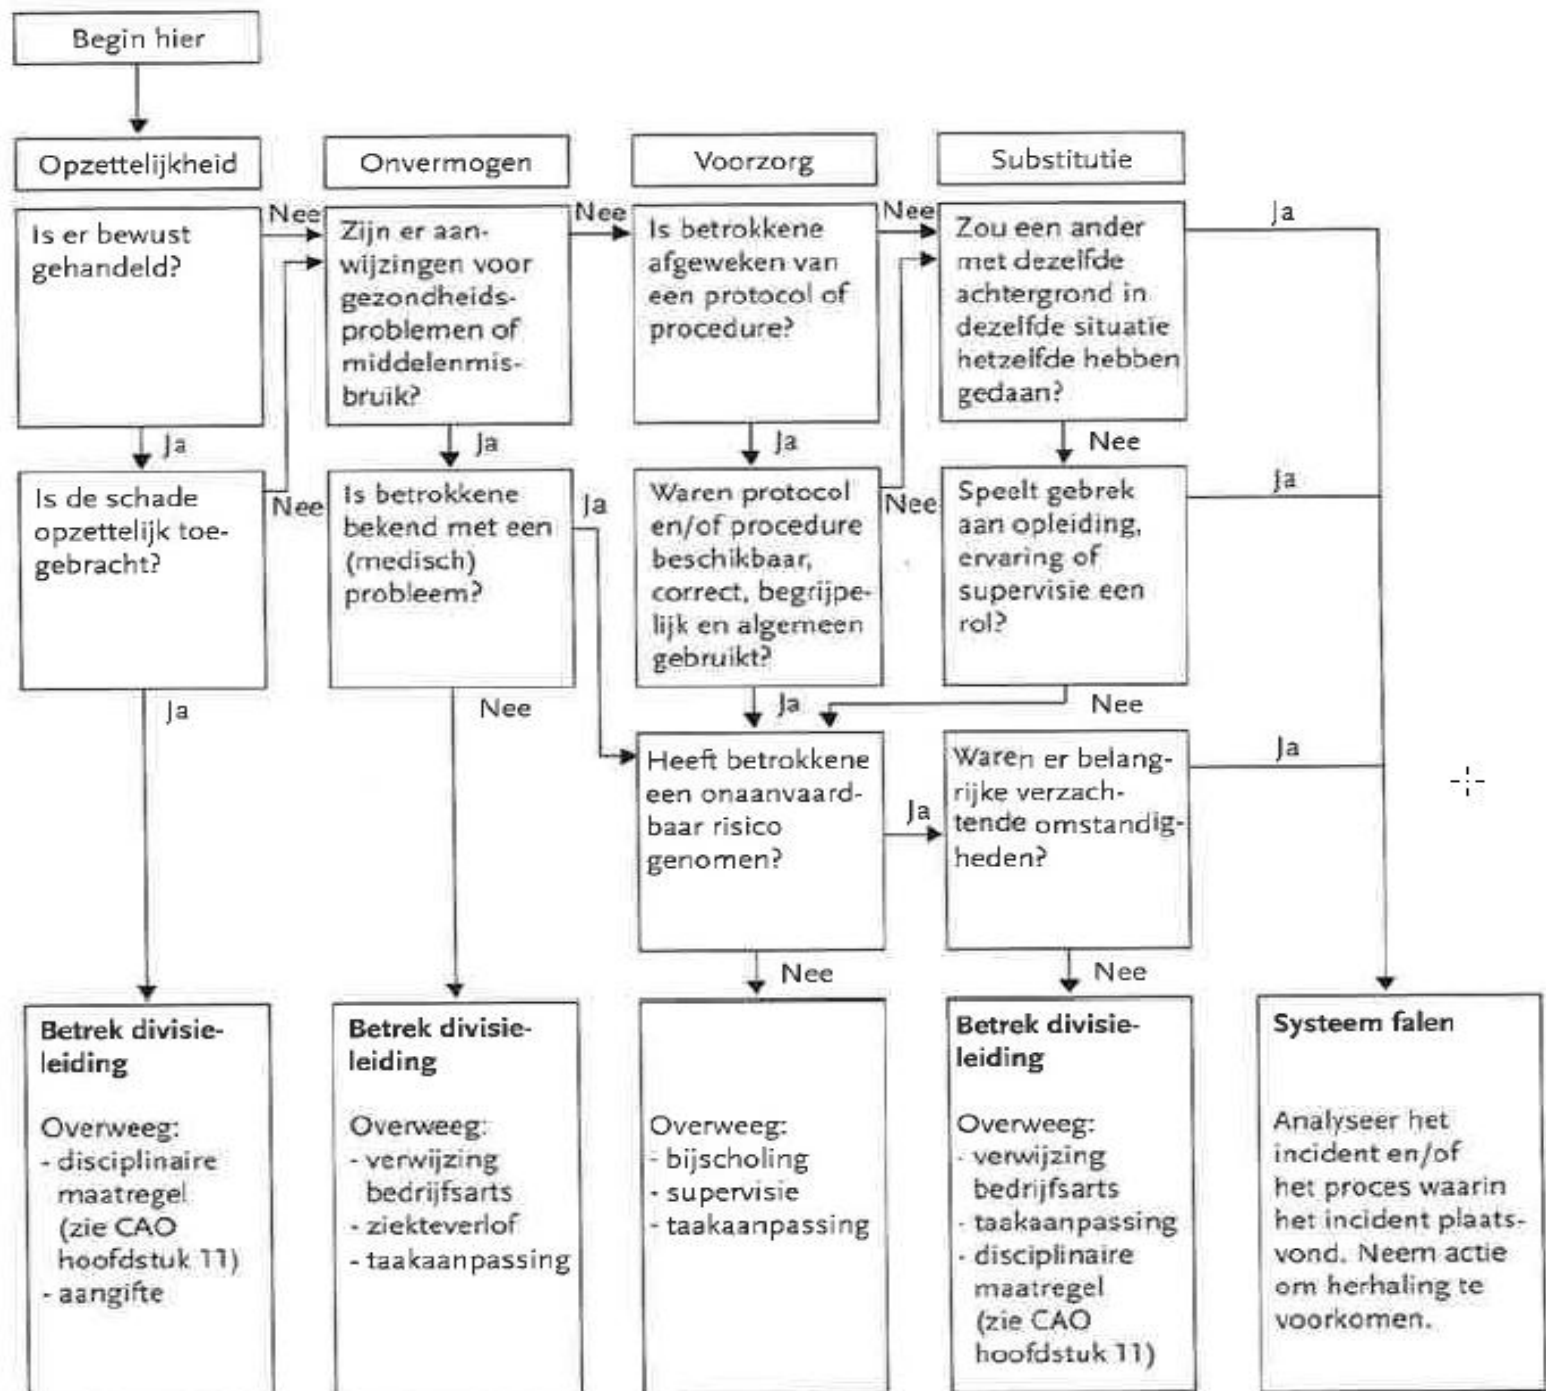 Begin hier
Opzettelijkheid
Onvermogen
Voorzorg
Substitutie
Is er bewust
gehandeld?
Nee
Zijn er aan-
wijzingen voor
gezondheids-
problemen of
middelenmis-
bruik?
Nee
Is betrokkene
afgeweken van
een protocol of
procedure?
Nee
Zou een ander
met dezelfde
achtergrond in
dezelfde situatie
hetzelfde hebben
gedaan?
Ja
Ja
Ja
Ja
Nee
Is de schade
opzettelijk toe-
gebracht?
Nee
Is betrokkene
bekend met een
(medisch)
probleem?
Ja
Waren protocol
en/of procedure
beschikbaar,
correct, begrijpe-
lijk en algemeen
gebruikt?
Nee
Speelt gebrek
aan opleiding,
ervaring of
supervisie een
rol?
Ja
Ja
Nee
Ja
Nee
Heeft betrokkene
een onaanvaard-
baar risico
genomen?
Ja
Waren er belang-
rijke verzach-
tende omstandig-
heden?
Ja
Nee
Nee
Betrek divisie-
leiding
Overweeg:
- disciplinaire
maatregel
(zie CAO
hoofdstuk 11)
- aangifte
Betrek divisie-
leiding
Overweeg:
- verwijzing
bedrijfsarts
- ziekteverlof
- taakaanpassing
Overweeg:
- bijscholing
- supervisie
- taakaanpassing
Betrek divisie-
leiding
Overweeg:
- verwijzing
bedrijfsarts
- taakaanpassing
- disciplinaire
maatregel
(zie CAO
hoofdstuk 11)
Systeem falen
Analyseer het
incident en/of
het proces waarin
het incident plaats-
vond. Neem actie
om herhaling te
voorkomen.